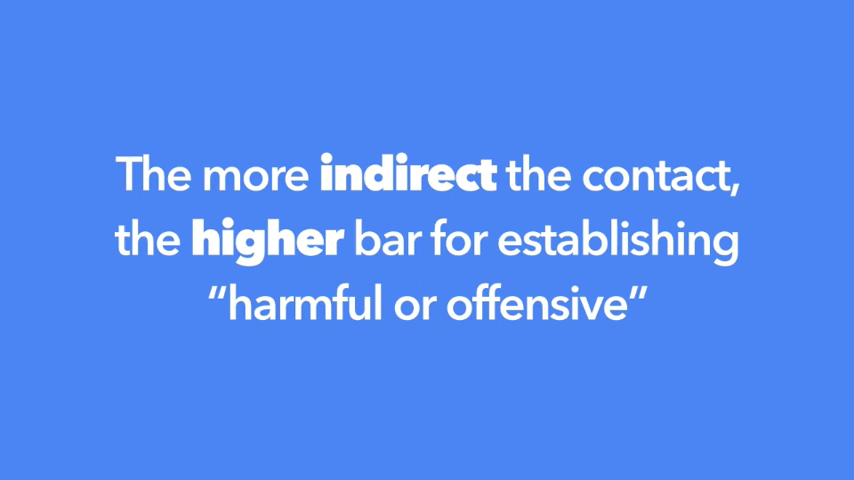 The more indirect the contact,
the higher bar for establishing
“harmful or offensive”